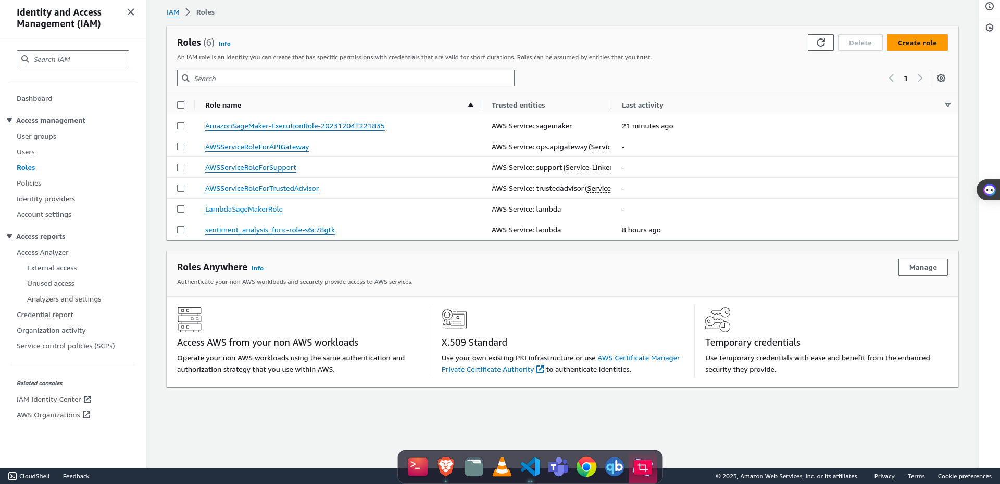 Identity and Access
Management (IAM)
Search IAM
Dashboard
Access management
User groups
Users
Roles
Policies
Identity providers
Account settings
Access reports
Access Analyzer
External access
Unused access
Analyzers and settings
Credential report
Organization activity
Service control policies (SCPs)
Related consoles
IAM Identity Center
AWS Organizations
IAM Roles
Roles (6) Info
Delete
Create role
An IAM role is an identity you can create that has specific permissions with credentials that are valid for short durations. Roles can be assumed by entities that you trust.
Search
1
Role name Trusted entities Last activity
AmazonSageMaker-ExecutionRole-20231204T221835 AWS Service: sagemaker 21 minutes ago
AWSServiceRoleForAPIGateway AWS Service: ops.apigateway (Servic -
AWSServiceRoleForSupport AWS Service: support (Service-Linked -
AWSServiceRoleForTrustedAdvisor AWS Service: trustedadvisor (Service- -
LambdaSageMakerRole AWS Service: lambda -
sentiment_analysis_func-role-s6c78gtk AWS Service: lambda 8 hours ago
Roles Anywhere Info
Manage
Authenticate your non AWS workloads and securely provide access to AWS services.
Access AWS from your non AWS workloads
Operate your non AWS workloads using the same authentication and
authorization strategy that you use within AWS.
X.509 Standard
Use your own existing PKI infrastructure or use AWS Certificate Manager
Private Certificate Authority to authenticate identities.
Temporary credentials
Use temporary credentials with ease and benefit from the enhanced
security they provide.
T
qb
CloudShell Feedback
© 2023, Amazon Web Services, Inc. or its affiliates. Privacy Terms Cookie preferences